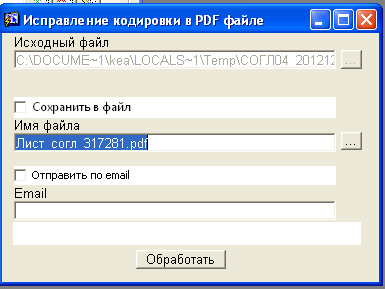 Исправление кодировки в PDF файле
Исходный файл
C:\DOCUME~1\kea\LOCALS~1\Temp\СОГЛ04_201212
...
Сохранить в файл
Имя файла
Лист_согл_317281.pdf
...
Отправить по email
Email
Обработать